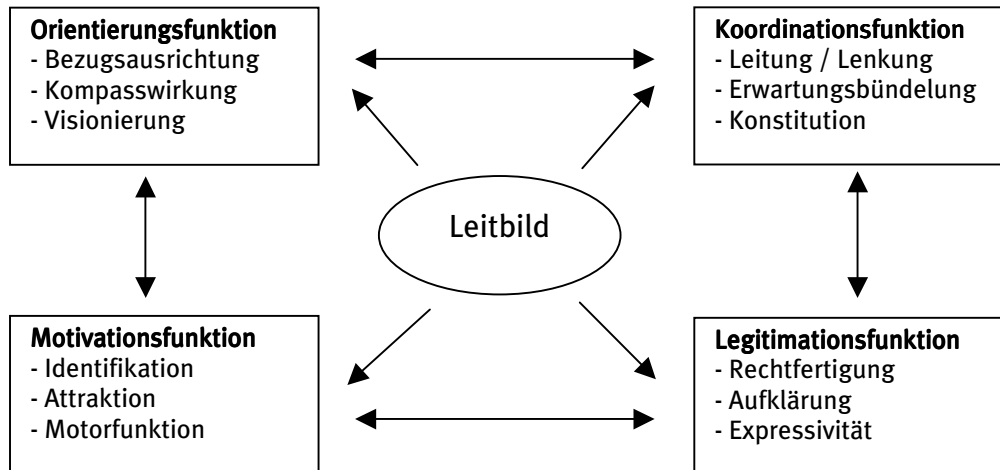 Orientierungsfunktion
- Bezugsausrichtung
- Kompasswirkung
- Visionierung
Koordinationsfunktion
- Leitung / Lenkung
- Erwartungsbündelung
- Konstitution
Leitbild
Motivationsfunktion
- Identifikation
- Attraktion
- Motorfunktion
Legitimationsfunktion
- Rechtfertigung
- Aufklärung
- Expressivität